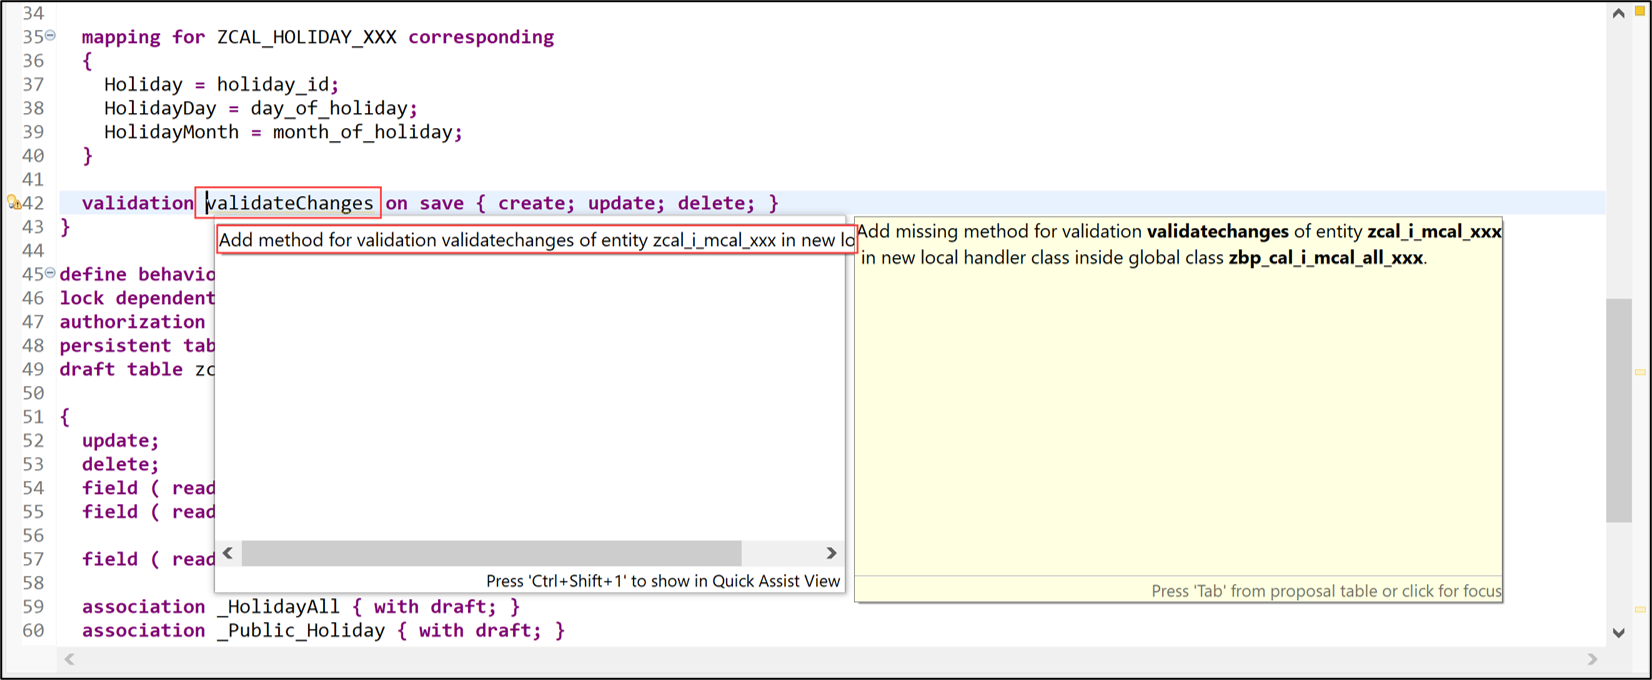 34
35 mapping for ZCAL_HOLIDAY_XXX corresponding
36 {
37 Holiday = holiday_id;
38 HolidayDay = day_of_holiday;
39 HolidayMonth = month_of_holiday;
40 }
41
42 validation validateChanges on save { create; update; delete; }
43 }
44
45 define behavio
46 lock dependent
47 authorization
48 persistent tab
49 draft table zc
50
51 {
52 update;
53 delete;
54 field ( read
55 field ( read
56
57 field ( read
58
59 association _HolidayAll { with draft; }
60 association _Public_Holiday { with draft; }
Add method for validation validatechanges of entity zcal_i_mcal_xxx in new lo
Press 'Ctrl+Shift+1' to show in Quick Assist View
Add missing method for validation validatechanges of entity zcal_i_mcal_xxx
in new local handler class inside global class zbp_cal_i_mcal_all_xxx.
Press 'Tab' from proposal table or click for focus